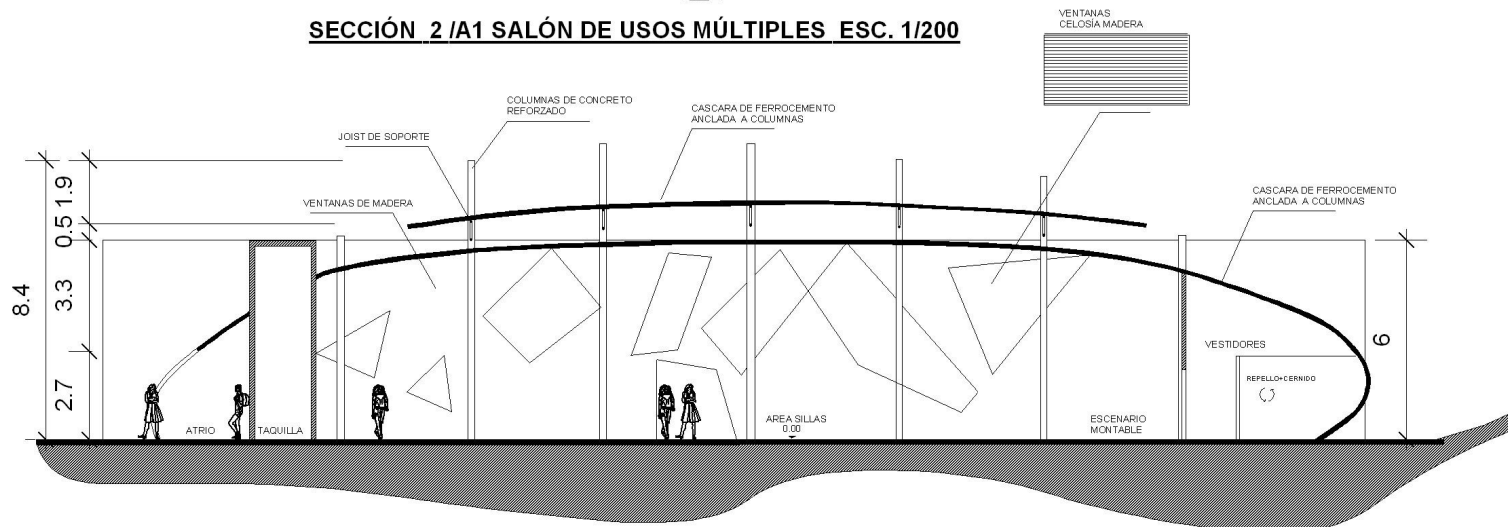 SECCIÓN 2 /A1 SALÓN DE USOS MÚLTIPLES ESC. 1/200
VENTANAS
CELOSÍA MADERA
COLUMNAS DE CONCRETO
REFORZADO
CASCARA DE FERROCEMENTO
ANCLADA A COLUMNAS
JOIST DE SOPORTE
VENTANAS DE MADERA
CASCARA DE FERROCEMENTO
ANCLADA A COLUMNAS
8.4
1.9
0.5
3.3
2.7
6
VESTIDORES
REPELLO+CERNIDO
ATRIO
TAQUILLA
AREA SILLAS
0.00
ESCENARIO
MONTABLE